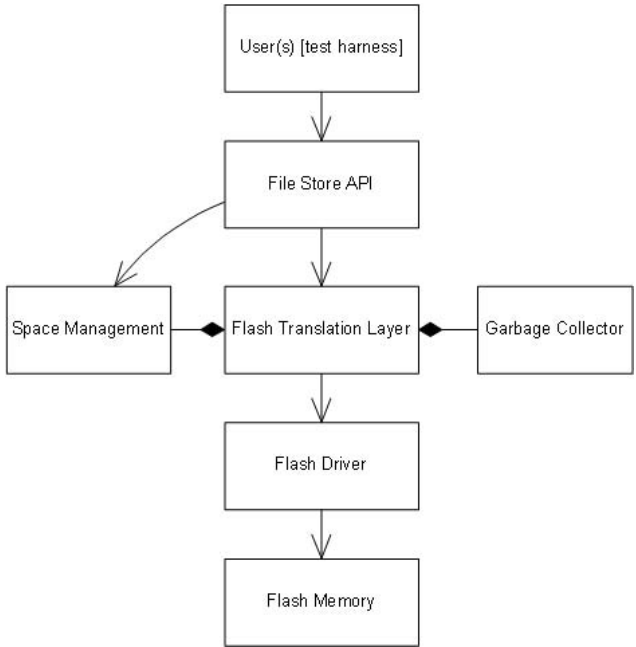 User(s) [test harness]
File Store API
Space Management
Flash Translation Layer
Garbage Collector
Flash Driver
Flash Memory